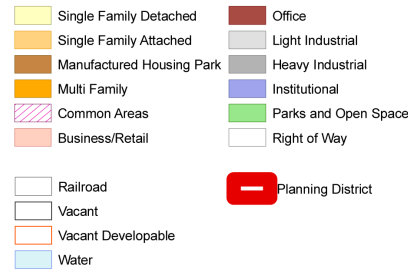 Single Family Detached
Single Family Attached
Manufactured Housing Park
Multi Family
Common Areas
Business/Retail
Office
Light Industrial
Heavy Industrial
Institutional
Parks and Open Space
Right of Way
Railroad
Vacant
Vacant Developable
Water
Planning District